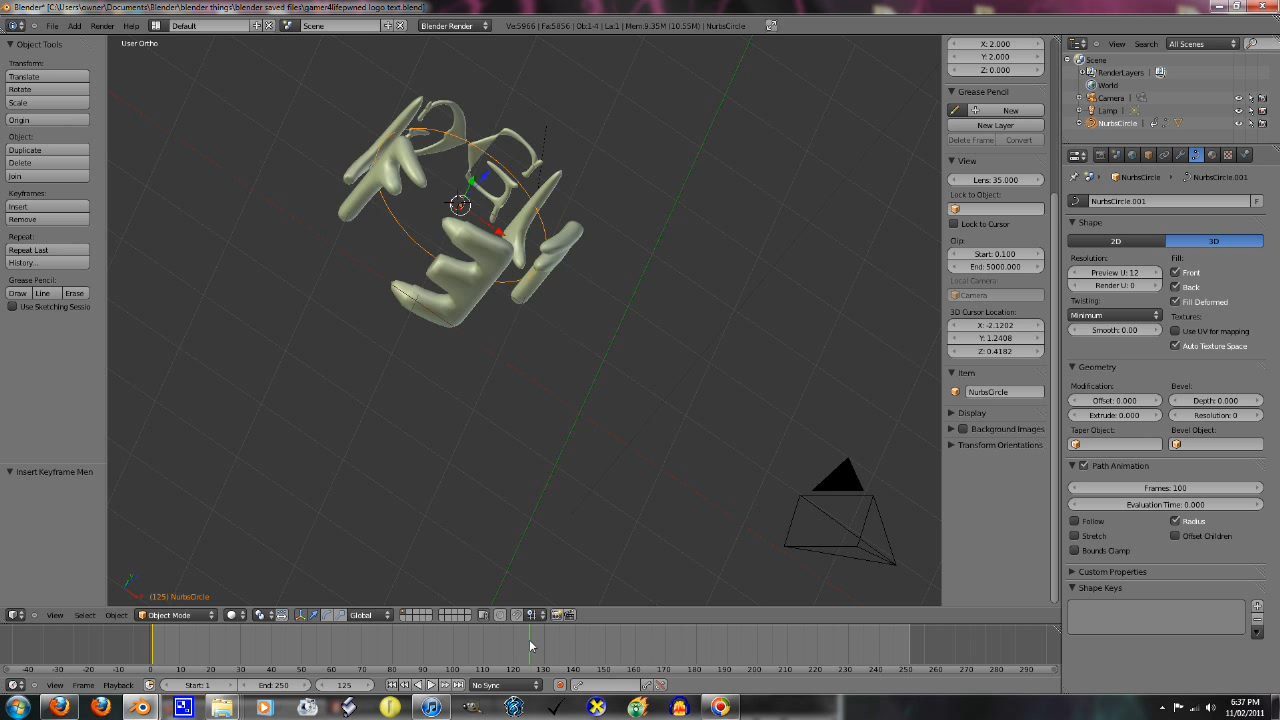 Blender* [C:\Users\owner\Documents\Blender\blender things\blender saved files\gamer4lifepwned logo text.blend]
File Add Render Help Default Scene Blender Render Ve:5966 | Fa:5856 | Ob:1-4 | La:1 | Mem:9.35M (10.55M) | NurbsCircle View Search All Scenes
Object Tools
Transform:
Translate
Rotate
Scale
Origin
Object:
Duplicate
Delete
Join
Keyframes:
Insert
Remove
Repeat:
Repeat Last
History...
Grease Pencil:
Draw Line Erase
Use Sketching Sessio
Insert Keyframe Men
User Ortho
(125) NurbsCircle
X: 2.000
Y: 2.000
Z: 0.000
Grease Pencil
New
New Layer
Delete Frame Convert
View
Lens: 35.000
Lock to Object:
Lock to Cursor
Clip:
Start: 0.100
End: 5000.000
Local Camera:
Camera
3D Cursor Location:
X: -2.1202
Y: 1.2408
Z: 0.4182
Item
NurbsCircle
Display
Background Images
Transform Orientations
Scene
RenderLayers
World
Camera
Lamp
NurbsCircle
NurbsCircle NurbsCircle.001
NurbsCircle.001 F
Shape
2D 3D
Resolution: Fill:
Preview U: 12 Front
Render U: 0 Back
Twisting: Fill Deformed
Minimum Textures:
Smooth: 0.00 Use UV for mapping
Auto Texture Space
Geometry
Modification: Bevel:
Offset: 0.000 Depth: 0.000
Extrude: 0.000 Resolution: 0
Taper Object: Bevel Object:
Path Animation
Frames: 100
Evaluation Time: 0.000
Follow Radius
Stretch Offset Children
Bounds Clamp
Custom Properties
Shape Keys
View Select Object Object Mode Global
-40 -30 -20 -10 0 10 20 30 40 50 60 70 80 90 100 110 120 130 140 150 160 170 180 190 200 210 220 230 240 250 260 270 280 290
View Frame Playback Start: 1 End: 250 125 No Sync
6:37 PM
11/02/2011